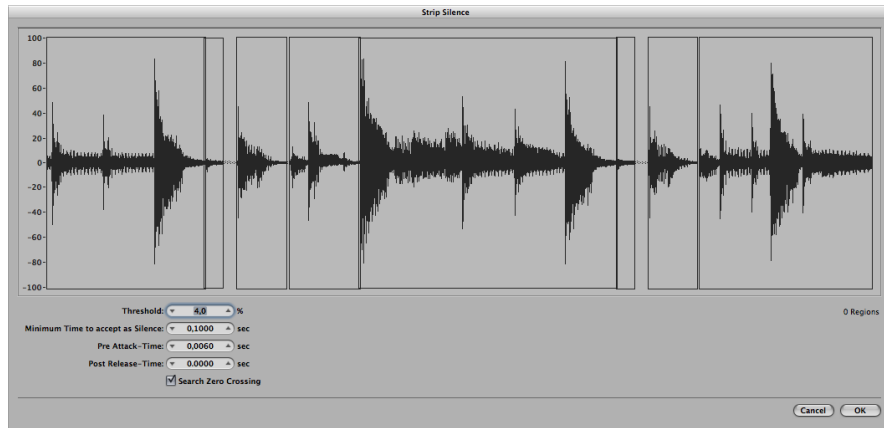 Strip Silence
100-
80-
60-
40-
20-
0-
-20-
-40-
-60-
-80-
-100-
Threshold: 4,0 %
0 Regions
Minimum Time to accept as Silence: 0,1000 sec
Pre Attack-Time: 0,0060 sec
Post Release-Time: 0.0000 sec
Search Zero Crossing
Cancel OK